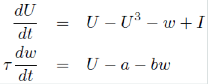 dU/dt = U − U³ − w + I
τ dw/dt = U − a − bw